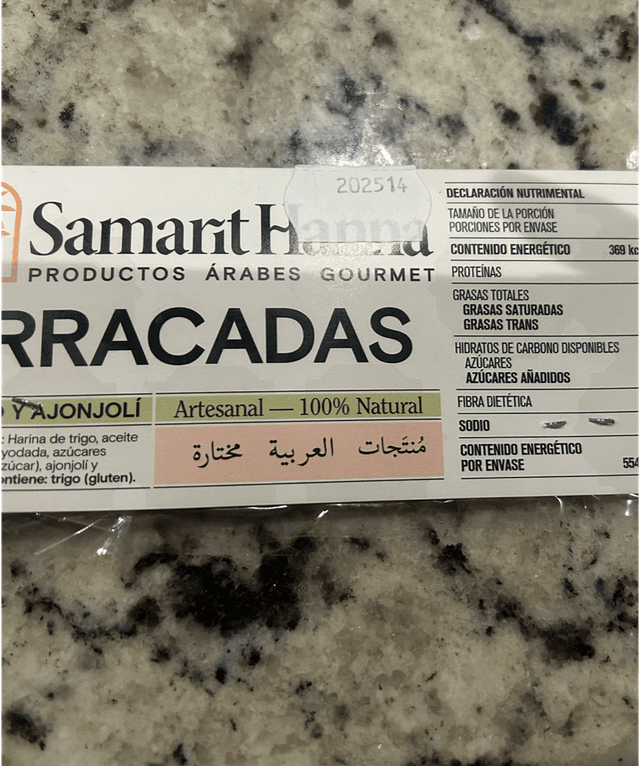 202514
Samarit Hanna
PRODUCTOS ÁRABES GOURMET
RRACADAS
Y AJONJOLÍ
Artesanal — 100% Natural
: Harina de trigo, aceite
yodada, azúcares
zúcar), ajonjolí y
ntiene: trigo (gluten).
مُنتَجات العربية مختارة
DECLARACIÓN NUTRIMENTAL
TAMAÑO DE LA PORCIÓN
PORCIONES POR ENVASE
CONTENIDO ENERGÉTICO 369 kc
PROTEÍNAS
GRASAS TOTALES
GRASAS SATURADAS
GRASAS TRANS
HIDRATOS DE CARBONO DISPONIBLES
AZÚCARES
AZÚCARES AÑADIDOS
FIBRA DIETÉTICA
SODIO
CONTENIDO ENERGÉTICO
POR ENVASE 554